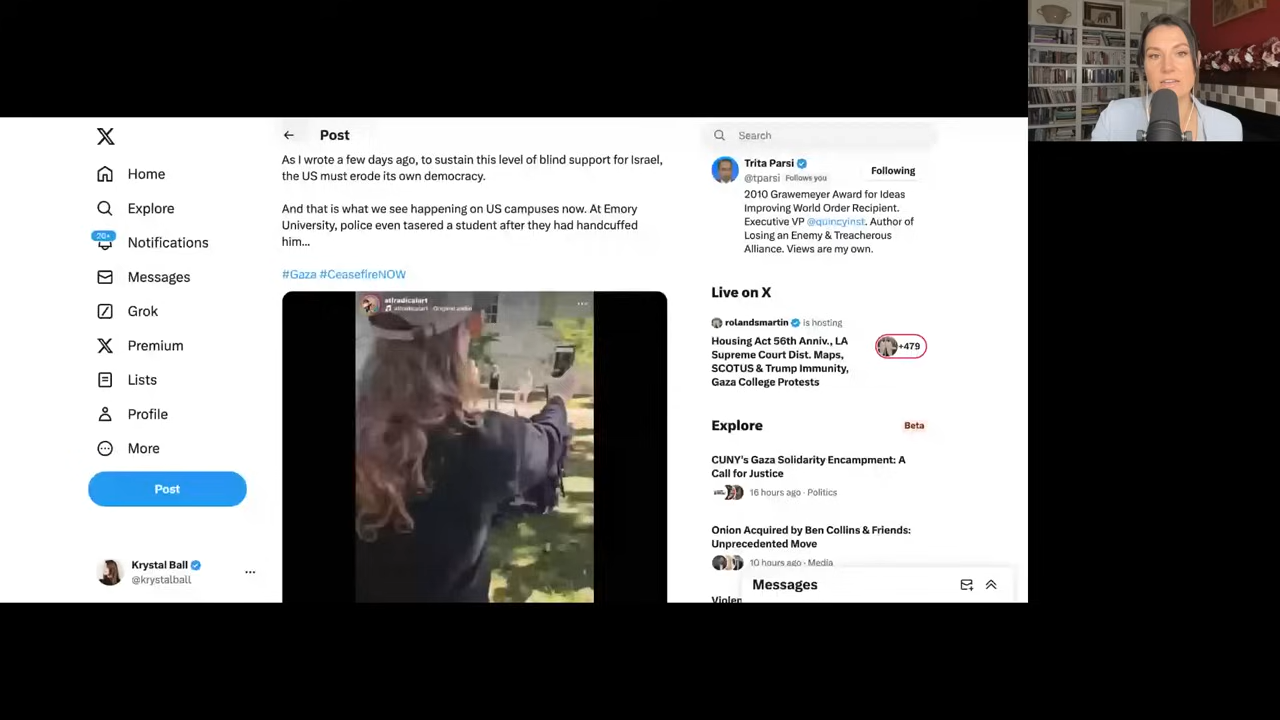 Home
Explore
20+
Notifications
Messages
Grok
Premium
Lists
Profile
More
Post
Krystal Ball
@krystalball
Post
As I wrote a few days ago, to sustain this level of blind support for Israel,
the US must erode its own democracy.
And that is what we see happening on US campuses now. At Emory
University, police even tasered a student after they had handcuffed
him...
#Gaza #CeasefireNOW
atlradicalart
atlradicalart · Original audio
Search
Trita Parsi
@tparsi Follows you
Following
2010 Grawemeyer Award for Ideas
Improving World Order Recipient.
Executive VP @quincyinst. Author of
Losing an Enemy & Treacherous
Alliance. Views are my own.
Live on X
rolandsmartin is hosting
Housing Act 56th Anniv., LA
Supreme Court Dist. Maps,
SCOTUS & Trump Immunity,
Gaza College Protests
+479
Explore
Beta
CUNY's Gaza Solidarity Encampment: A
Call for Justice
16 hours ago · Politics
Onion Acquired by Ben Collins & Friends:
Unprecedented Move
10 hours ago · Media
Messages